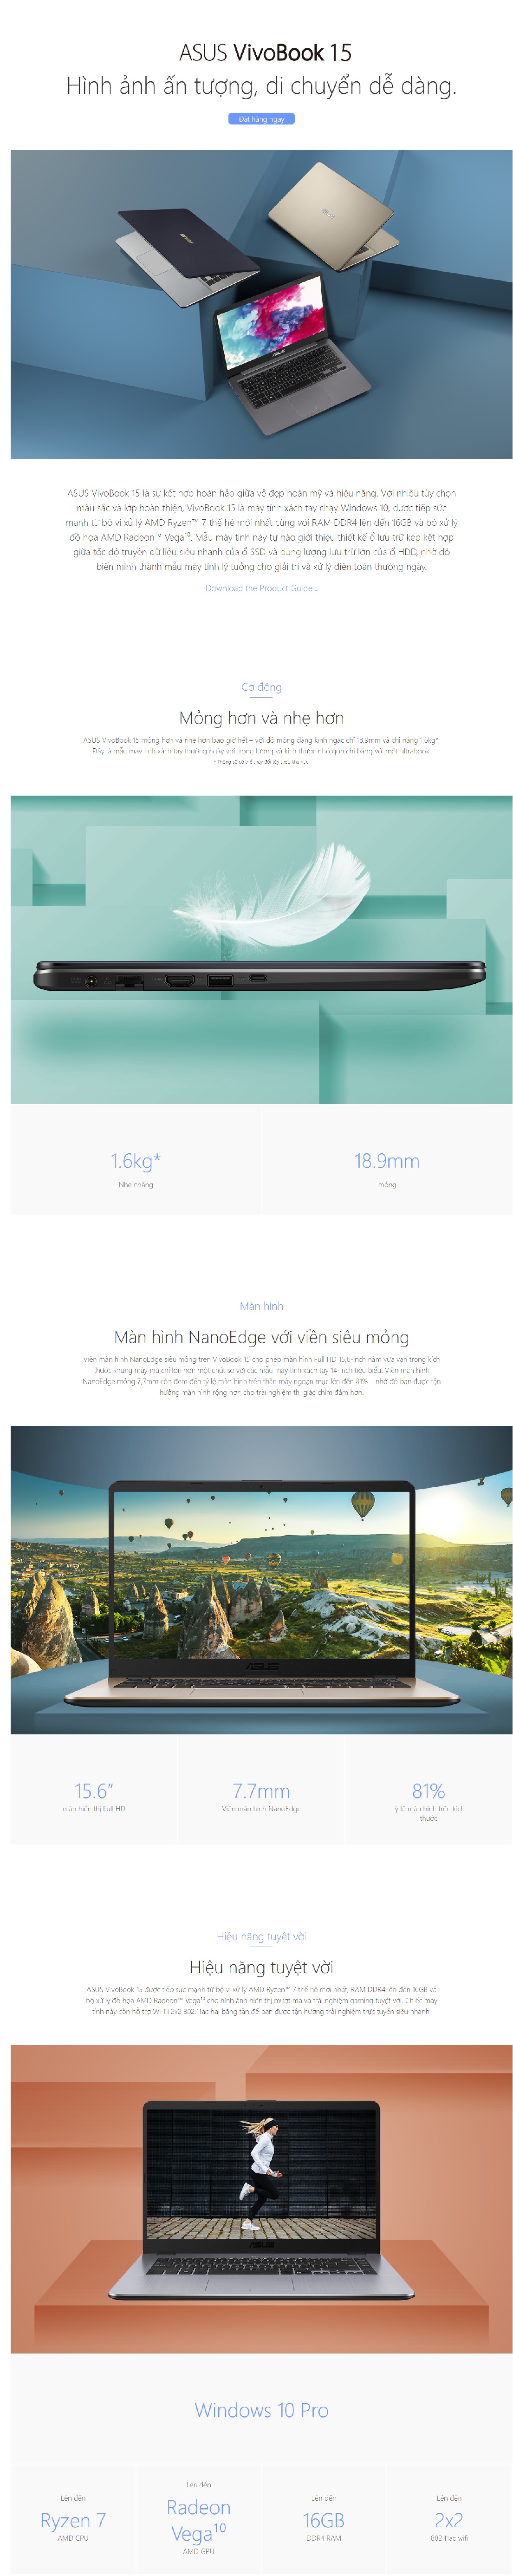 ASUS VivoBook 15
Hình ảnh ấn tượng, di chuyển dễ dàng.
Đặt hàng ngay
ASUS
ASUS
ASUS VivoBook 15 là sự kết hợp hoàn hảo giữa vẻ đẹp hoàn mỹ và hiệu năng. Với nhiều tùy chọn
màu sắc và lớp hoàn thiện, VivoBook 15 là máy tính xách tay chạy Windows 10, được tiếp sức
mạnh từ bộ vi xử lý AMD Ryzen™ 7 thế hệ mới nhất cùng với RAM DDR4 lên đến 16GB và bộ xử lý
đồ họa AMD Radeon™ Vega¹⁰. Mẫu máy tính này tự hào giới thiệu thiết kế ổ lưu trữ kép kết hợp
giữa tốc độ truyền dữ liệu siêu nhanh của ổ SSD và dung lượng lưu trữ lớn của ổ HDD, nhờ đó
biến mình thành mẫu máy tính lý tưởng cho giải trí và xử lý điện toán thường ngày.
Download the Product Guide
Cơ động
Mỏng hơn và nhẹ hơn
ASUS VivoBook 15 mỏng hơn và nhẹ hơn bao giờ hết – với độ mỏng đáng kinh ngạc chỉ 18,9mm và chỉ nặng 1,6kg*
Đây là mẫu máy tính xách tay thường ngày với trọng lượng và kích thước nhỏ gọn chỉ bằng với một ultrabook.
* Thông số có thể thay đổi tùy theo khu vực.
1.6kg*
Nhẹ nhàng
18.9mm
mỏng
Màn hình
Màn hình NanoEdge với viền siêu mỏng
Viền màn hình NanoEdge siêu mỏng trên VivoBook 15 cho phép màn hình Full HD 15,6-inch nằm vừa vặn trong kích
thước khung máy mà chỉ lớn hơn một chút so với các mẫu máy tính xách tay 14-inch tiêu biểu. Viền màn hình
NanoEdge mỏng 7,7mm còn đem đến tỷ lệ màn hình trên thân máy ngoạn mục lên đến 81% – nhờ đó bạn được tận
hưởng màn hình rộng hơn cho trải nghiệm thị giác chìm đắm hơn.
ASUS
15.6”
màn hiển thị Full HD
7.7mm
Viền màn hình NanoEdge
81%
tỷ lệ màn hình trên kích
thước
Hiệu năng tuyệt vời
Hiệu năng tuyệt vời
ASUS VivoBook 15 được tiếp sức mạnh từ bộ vi xử lý AMD Ryzen™ 7 thế hệ mới nhất, RAM DDR4 lên đến 16GB và
bộ xử lý đồ họa AMD Radeon™ Vega¹⁰ cho hình ảnh hiển thị mượt mà và trải nghiệm gaming tuyệt vời. Chiếc máy
tính này còn hỗ trợ Wi-Fi 2x2 802.11ac hai băng tần để bạn được tận hưởng trải nghiệm trực tuyến siêu nhanh.
ASUS
Windows 10 Pro
Lên đến
Ryzen 7
AMD CPU
Lên đến
Radeon
Vega¹⁰
AMD GPU
Lên đến
16GB
DDR4 RAM
Lên đến
2x2
802.11ac wifi